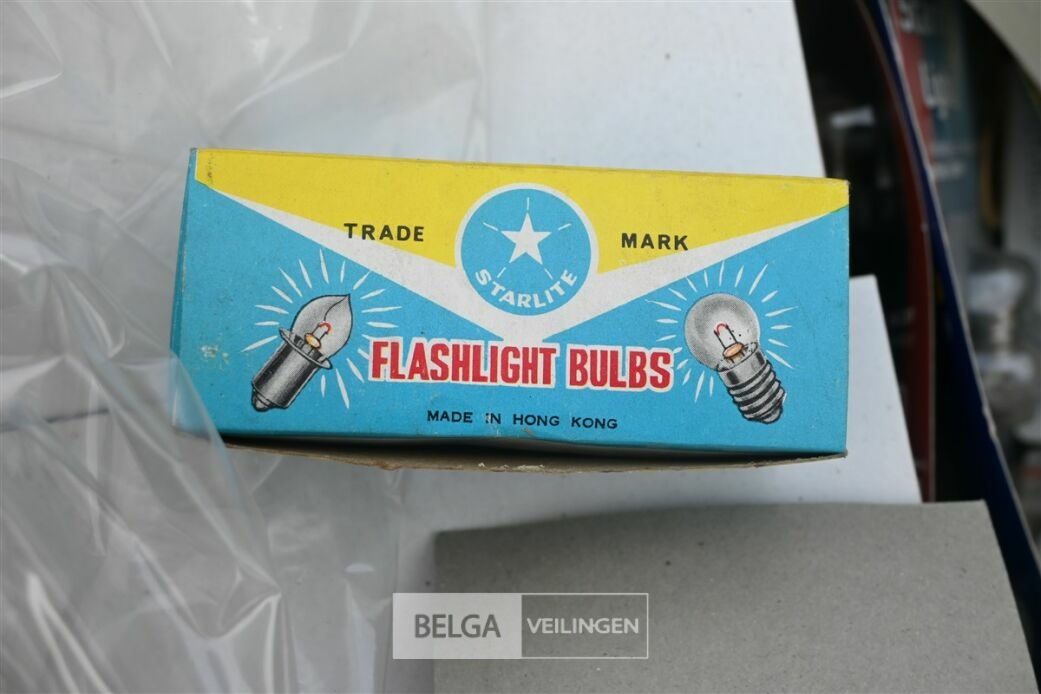 TRADE MARK
STARLITE
FLASHLIGHT BULBS
MADE IN HONG KONG
BELGA VEILINGEN